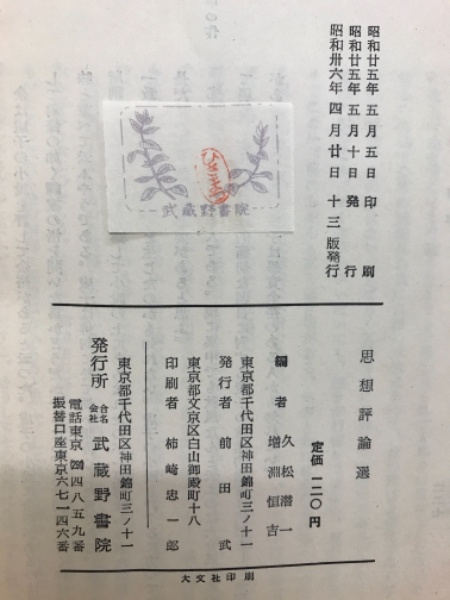 昭和廿五年五月五日印刷
昭和廿五年五月十日発行
昭和卅六年四月廿日十三版発行
武蔵野書院
思想評論選
定価 一二〇円
編者 久松潜一
増淵恒吉
東京都千代田区神田錦町三ノ十一
発行者 前田武
東京都文京区白山御殿町十八
印刷者 柿崎忠一郎
東京都千代田区神田錦町三ノ十一
発行所 合名会社 武蔵野書院
電話東京(29)四八五九番
振替口座東京六七一四六番
大文社印刷